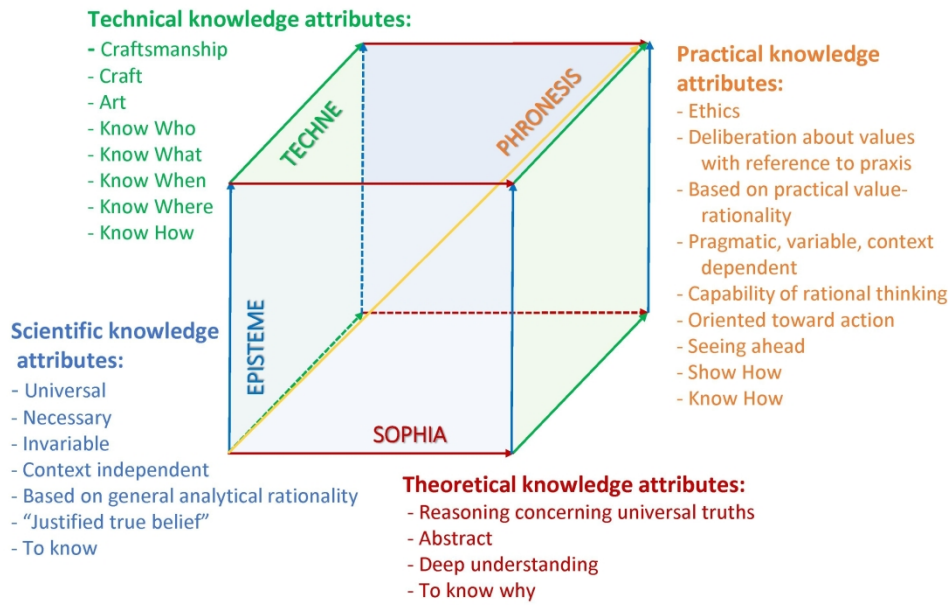 Technical knowledge attributes:
- Craftsmanship
- Craft
- Art
- Know Who
- Know What
- Know When
- Know Where
- Know How
TECHNE
PHRONESIS
Practical knowledge
attributes:
- Ethics
- Deliberation about values
with reference to praxis
- Based on practical value-
rationality
- Pragmatic, variable, context
dependent
- Capability of rational thinking
- Oriented toward action
- Seeing ahead
- Show How
- Know How
Scientific knowledge
attributes:
- Universal
- Necessary
- Invariable
- Context independent
- Based on general analytical rationality
- “Justified true belief”
- To know
EPISTEME
SOPHIA
Theoretical knowledge attributes:
- Reasoning concerning universal truths
- Abstract
- Deep understanding
- To know why